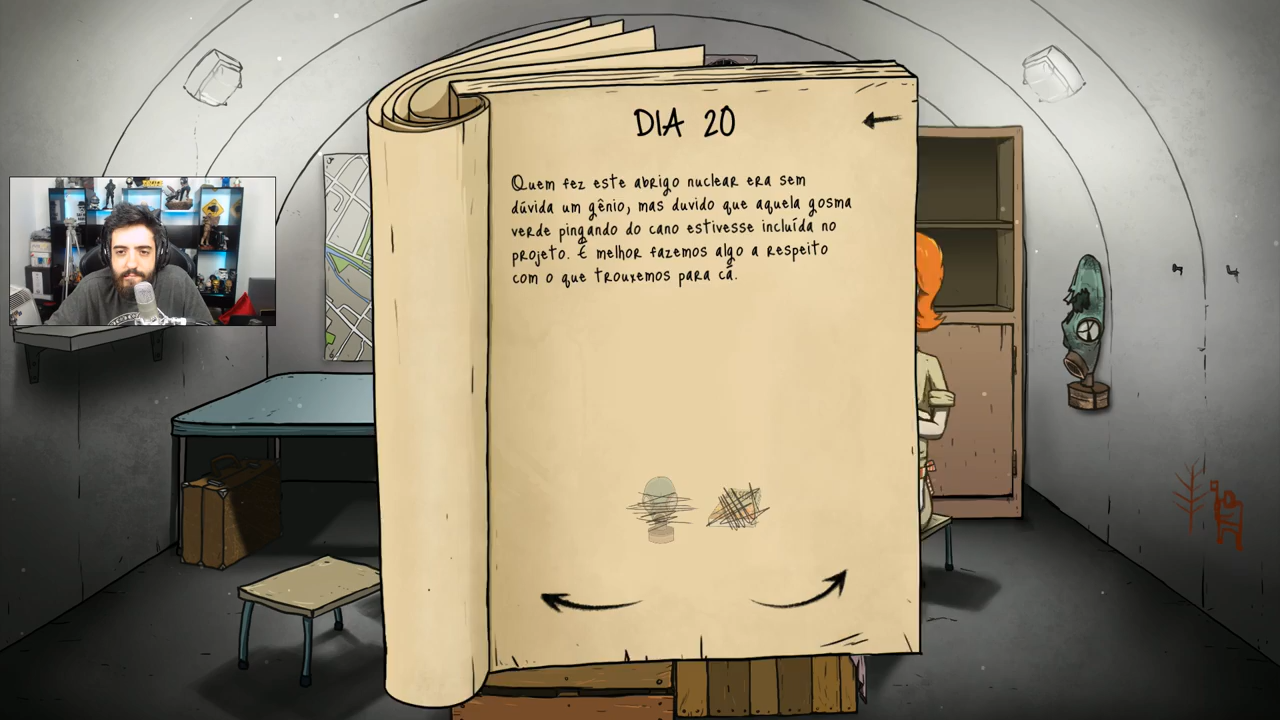 DIA 20
Quem fez este abrigo nuclear era sem
dúvida um gênio, mas duvido que aquela gosma
verde pingando do cano estivesse incluída no
projeto. É melhor fazemos algo a respeito
com o que trouxemos para cá.